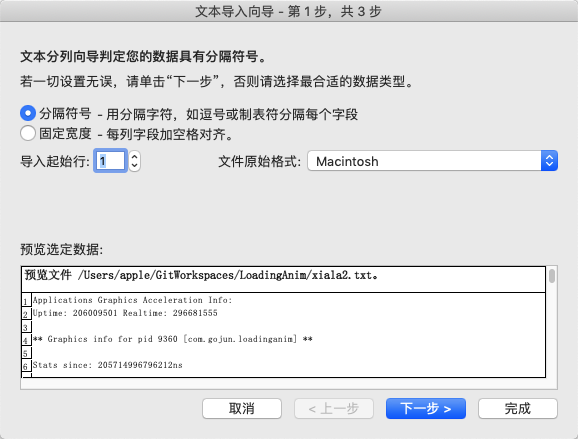 文本导入向导 - 第 1 步，共 3 步
文本分列向导判定您的数据具有分隔符号。
若一切设置无误，请单击“下一步”，否则请选择最合适的数据类型。
分隔符号 - 用分隔字符，如逗号或制表符分隔每个字段
固定宽度 - 每列字段加空格对齐。
导入起始行: 1 文件原始格式: Macintosh
预览选定数据:
预览文件 /Users/apple/GitWorkspaces/LoadingAnim/xiala2.txt。
1 Applications Graphics Acceleration Info:
2 Uptime: 206009501 Realtime: 296681555
3
4 ** Graphics info for pid 9360 [com.gojun.loadinganim] **
5
6 Stats since: 205714996796212ns
取消 < 上一步 下一步 > 完成